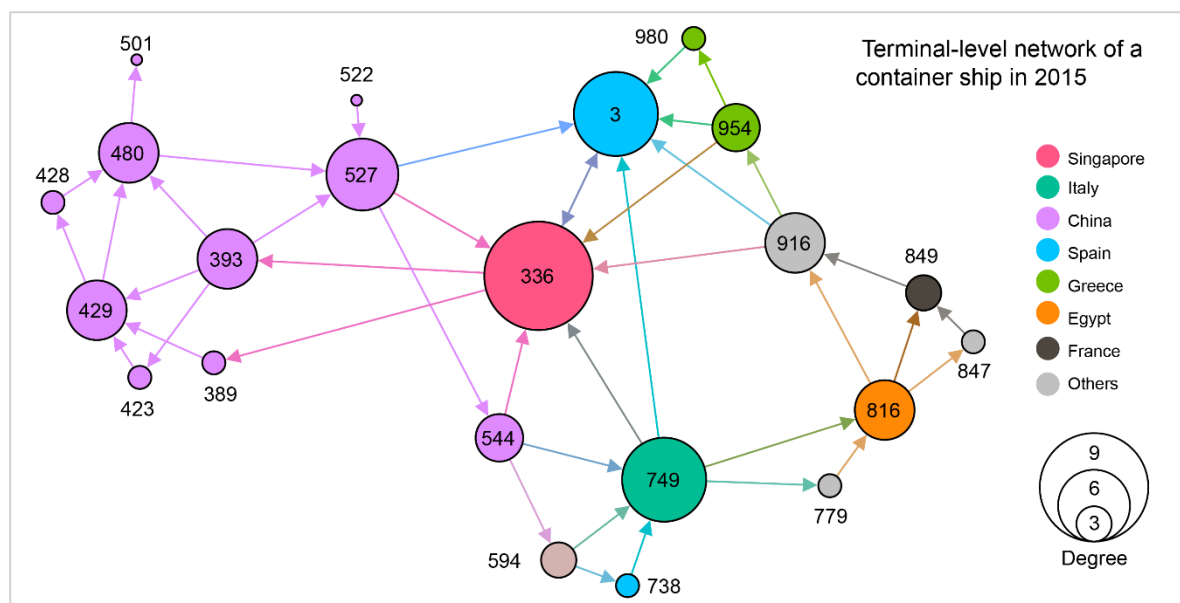 501
980
Terminal-level network of a
container ship in 2015
522
3
954
480
Singapore
527
Italy
428
China
916
Spain
393
336
849
Greece
429
Egypt
France
847
Others
389
423
816
544
9
749
6
779
3
594
Degree
738